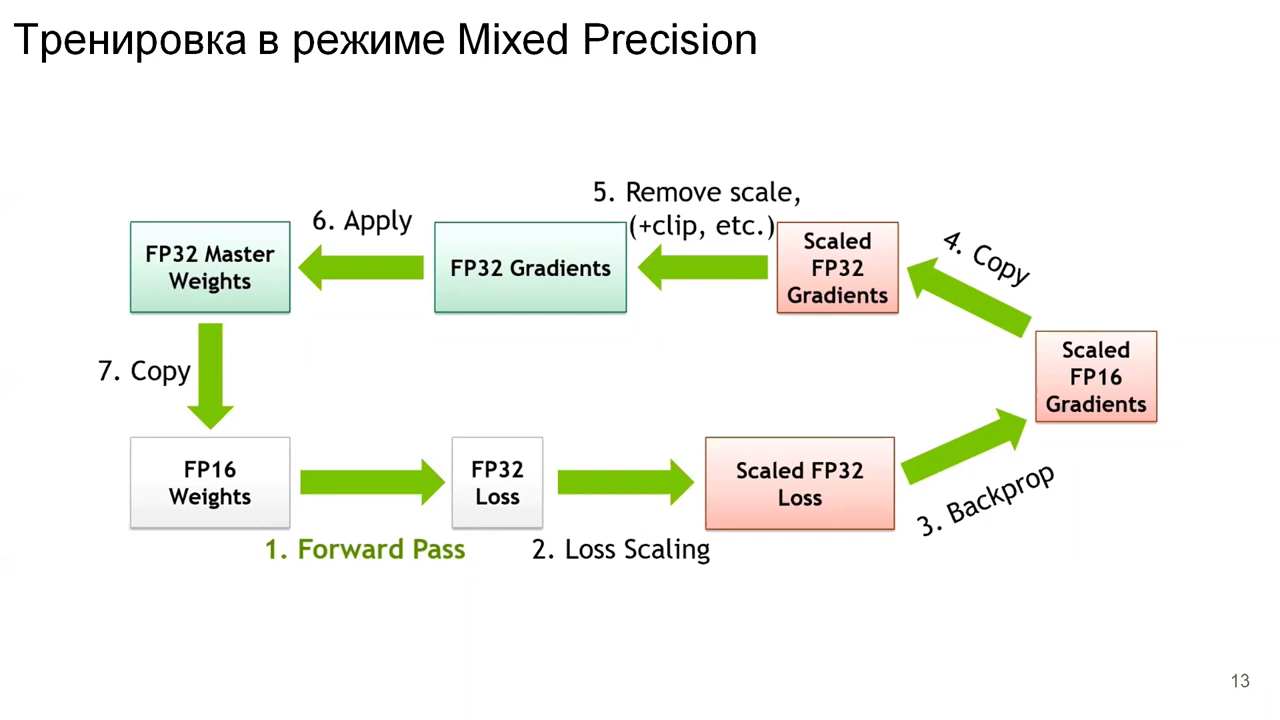 Тренировка в режиме Mixed Precision
5. Remove scale,
(+clip, etc.)
6. Apply
4. Copy
FP32 Master
Weights
FP32 Gradients
Scaled
FP32
Gradients
Scaled
FP16
Gradients
7. Copy
FP16
Weights
FP32
Loss
Scaled FP32
Loss
3. Backprop
1. Forward Pass
2. Loss Scaling
13